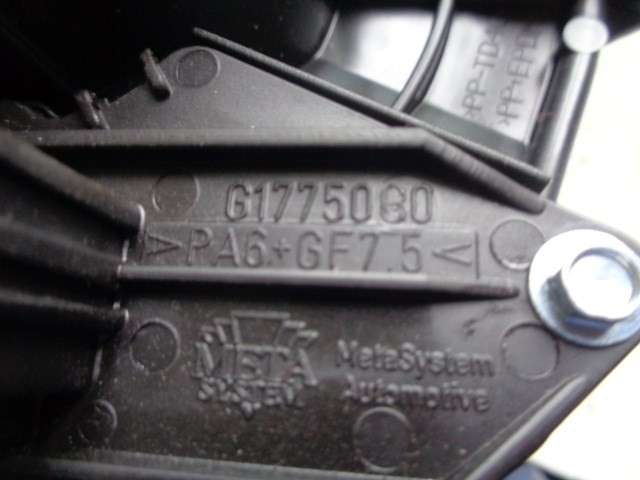 >PP-TD
>PP+EPD
G1775080
>PA6+GF7.5<
META
SYSTEM
MetaSystem
Automotive